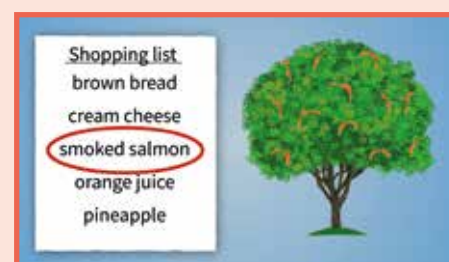 Shopping list
brown bread
cream cheese
smoked salmon
orange juice
pineapple